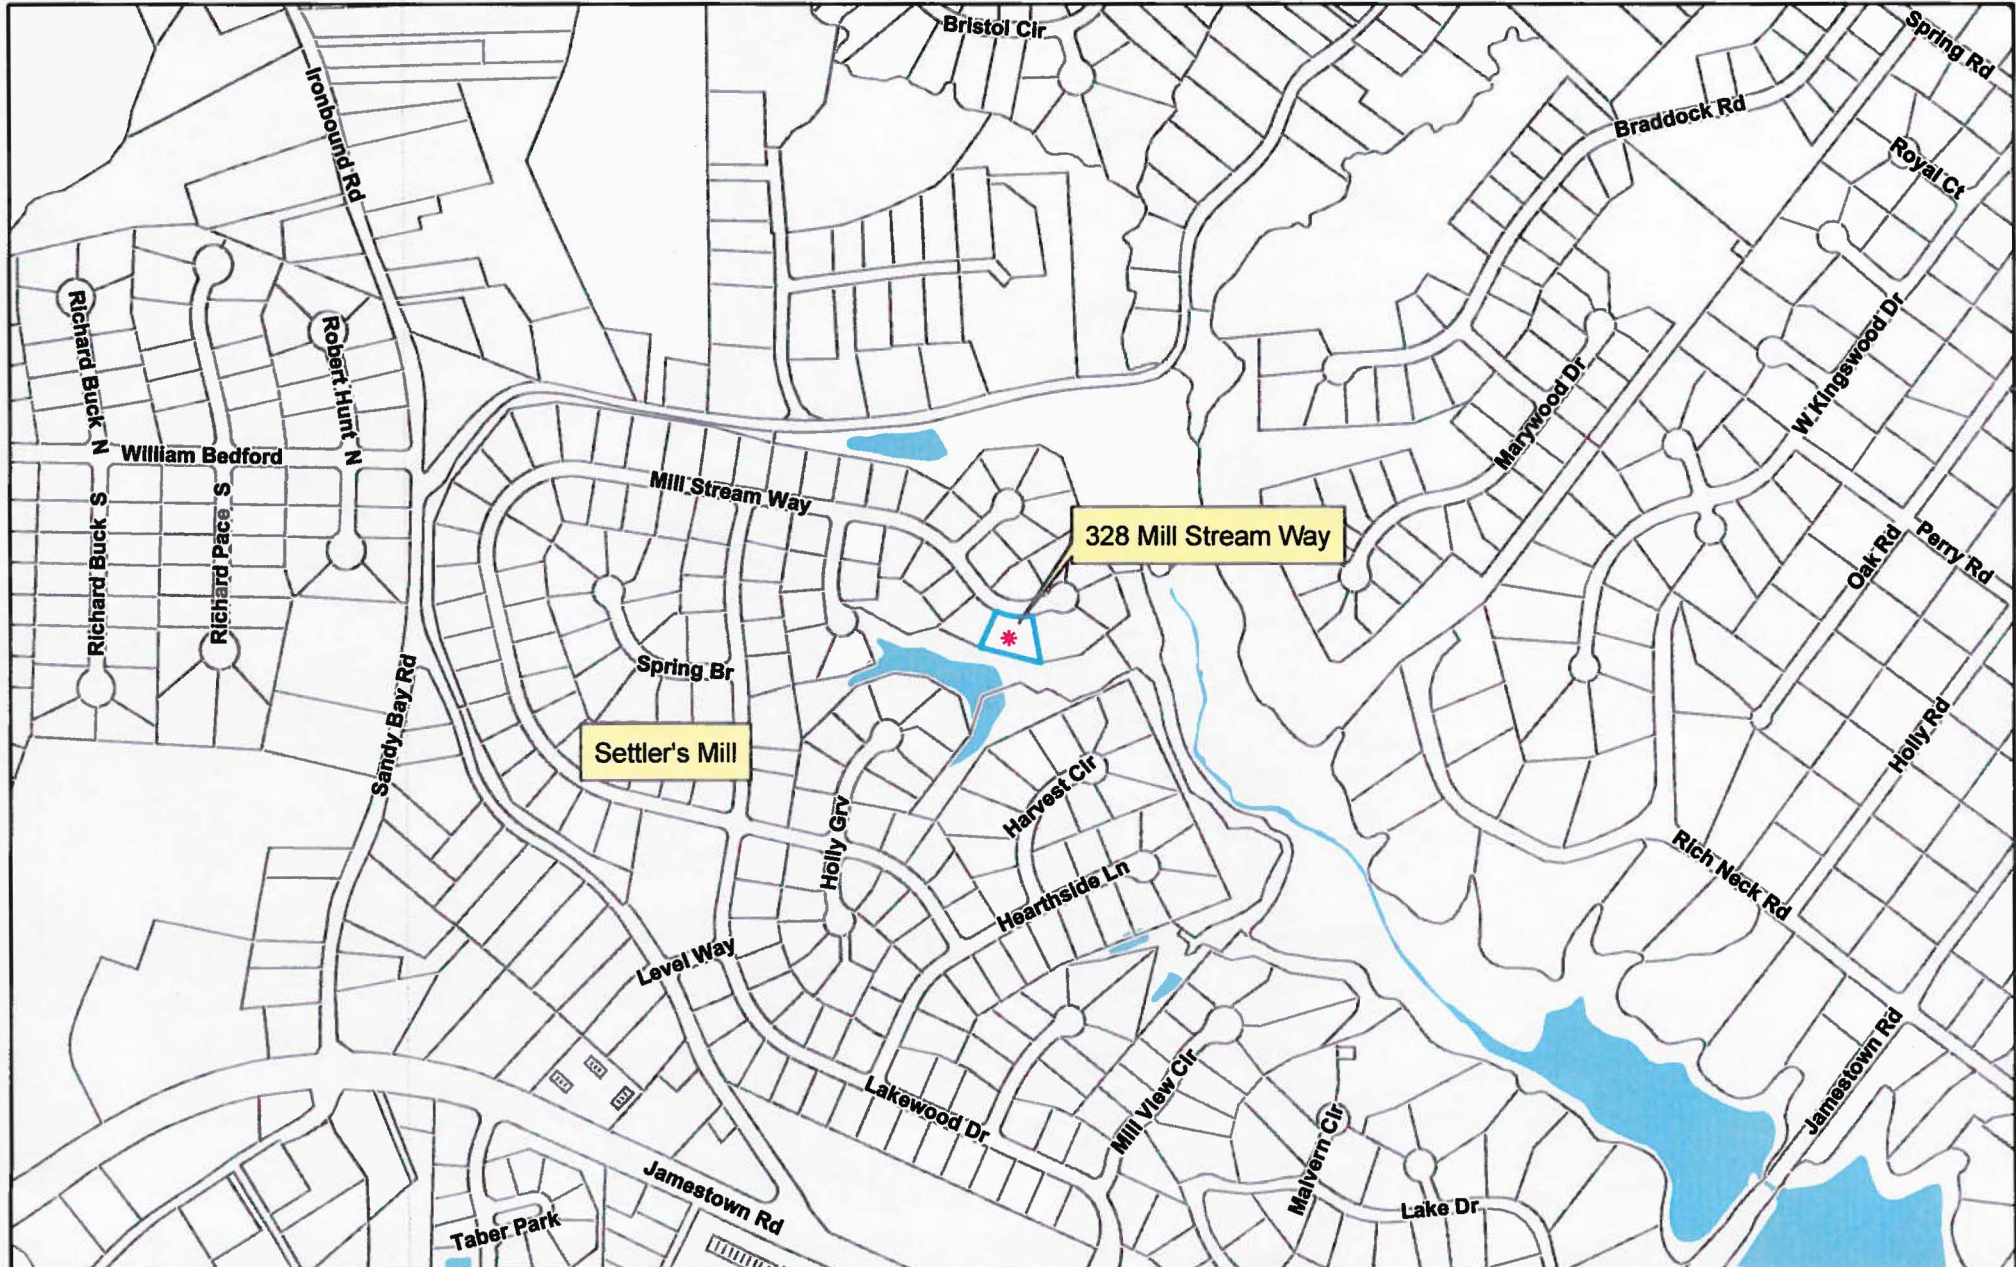 Bristol Cir
Spring Rd
Ironbound Rd
Braddock Rd
Royal Ct
Richard Buck N
Robert Hunt N
W Kingswood Dr
Marywood Dr
William Bedford
Mill Stream Way
328 Mill Stream Way
Richard Buck S
Richard Pace S
Oak Rd
Perry Rd
Spring Br
Sandy Bay Rd
Settler's Mill
Holly Rd
Harvest Cir
Holly Grv
Hearthside Ln
Rich Neck Rd
Level Way
Jamestown Rd
Lakewood Dr
Mill View Cir
Malvern Cir
Jamestown Rd
Lake Dr
Taber Park